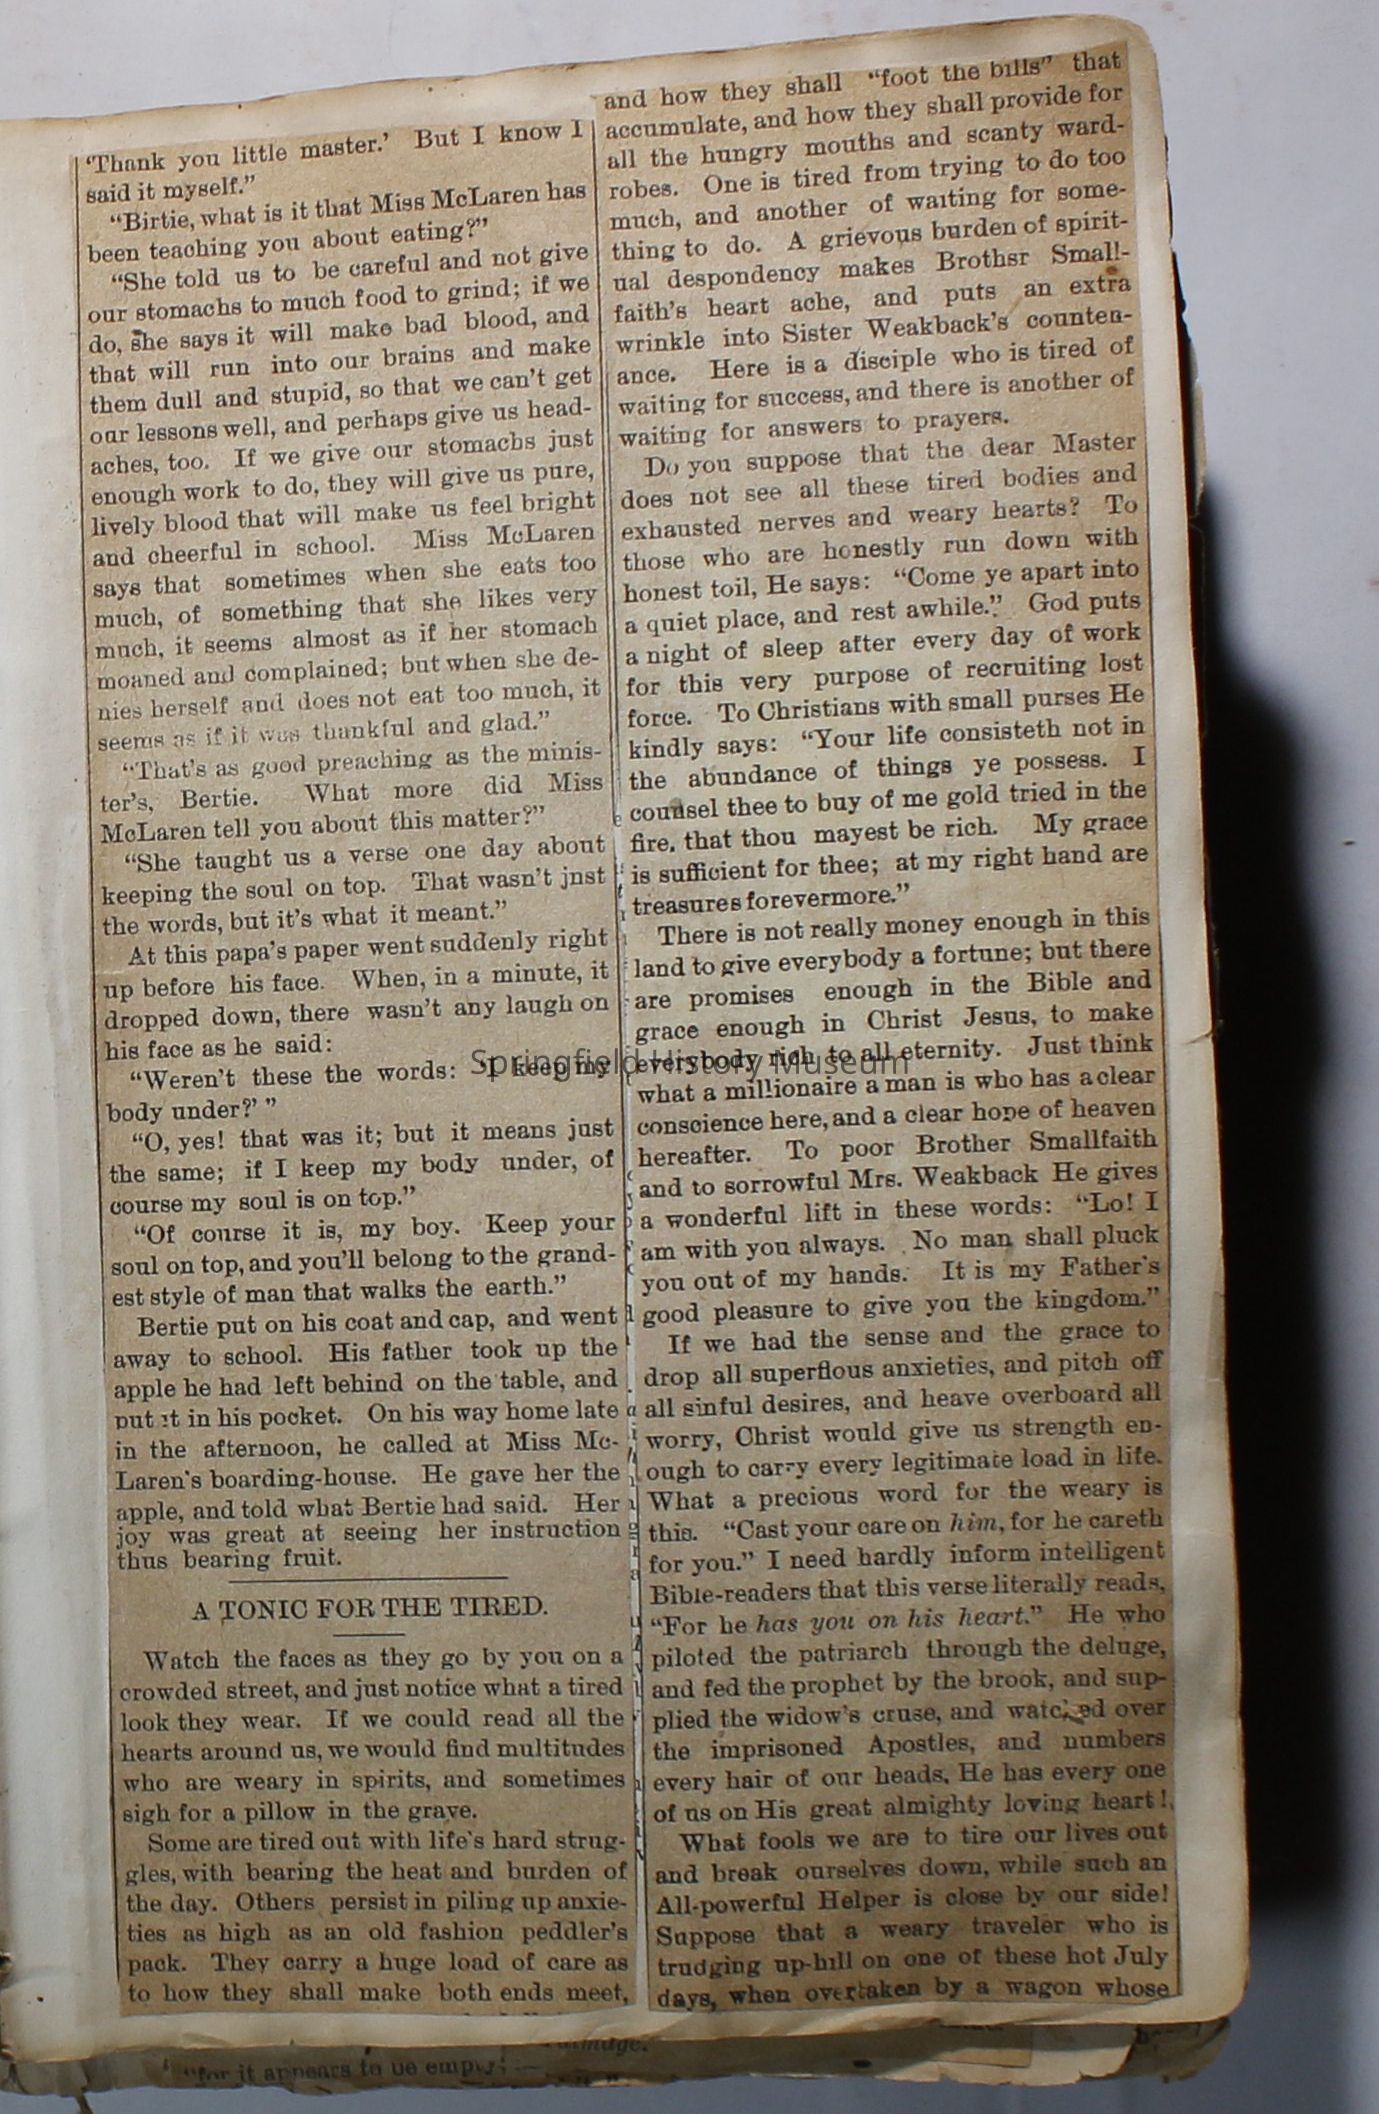 'Thank you little master.' But I know I
said it myself."
"Birtie, what is it that Miss McLaren has
been teaching you about eating?"
"She told us to be careful and not give
our stomachs to much food to grind; if we
do, she says it will make bad blood, and
that will run into our brains and make
them dull and stupid, so that we can't get
our lessons well, and perhaps give us head-
aches, too. If we give our stomachs just
enough work to do, they will give us pure,
lively blood that will make us feel bright
and cheerful in school. Miss McLaren
says that sometimes when she eats too
much, of something that she likes very
much, it seems almost as if her stomach
moaned and complained; but when she de-
nies herself and does not eat too much, it
seems as if it was thankful and glad."
"That's as good preaching as the minis-
ter's, Bertie. What more did Miss
McLaren tell you about this matter?"
"She taught us a verse one day about
keeping the soul on top. That wasn't jnst
the words, but it's what it meant."
At this papa's paper went suddenly right
up before his face. When, in a minute, it
dropped down, there wasn't any laugh on
his face as he said:
"Weren't these the words: 'I keep my
body under?' "
"O, yes! that was it; but it means just
the same; if I keep my body under, of
course my soul is on top."
"Of course it is, my boy. Keep your
soul on top, and you'll belong to the grand-
est style of man that walks the earth."
Bertie put on his coat and cap, and went
away to school. His father took up the
apple he had left behind on the table, and
put it in his pocket. On his way home late
in the afternoon, he called at Miss Mc-
Laren's boarding-house. He gave her the
apple, and told what Bertie had said. Her
joy was great at seeing her instruction
thus bearing fruit.
A TONIC FOR THE TIRED.
Watch the faces as they go by you on a
crowded street, and just notice what a tired
look they wear. If we could read all the
hearts around us, we would find multitudes
who are weary in spirits, and sometimes
sigh for a pillow in the grave.
Some are tired out with life's hard strug-
gles, with bearing the heat and burden of
the day. Others persist in piling up anxie-
ties as high as an old fashion peddler's
pack. They carry a huge load of care as
to how they shall make both ends meet,
and how they shall "foot the bills" that
accumulate, and how they shall provide for
all the hungry mouths and scanty ward-
robes. One is tired from trying to do too
much, and another of waiting for some-
thing to do. A grievous burden of spirit-
ual despondency makes Brothsr Small-
faith's heart ache, and puts an extra
wrinkle into Sister Weakback's counten-
ance. Here is a disciple who is tired of
waiting for success, and there is another of
waiting for answers to prayers.
Do you suppose that the dear Master
does not see all these tired bodies and
exhausted nerves and weary hearts? To
those who are honestly run down with
honest toil, He says: "Come ye apart into
a quiet place, and rest awhile." God puts
a night of sleep after every day of work
for this very purpose of recruiting lost
force. To Christians with small purses He
kindly says: "Your life consisteth not in
the abundance of things ye possess. I
counsel thee to buy of me gold tried in the
fire, that thou mayest be rich. My grace
is sufficient for thee; at my right hand are
treasures forevermore."
There is not really money enough in this
land to give everybody a fortune; but there
are promises enough in the Bible and
grace enough in Christ Jesus, to make
everybody rich to all eternity. Just think
what a millionaire a man is who has a clear
conscience here, and a clear hope of heaven
hereafter. To poor Brother Smallfaith
and to sorrowful Mrs. Weakback He gives
a wonderful lift in these words: "Lo! I
am with you always. No man shall pluck
you out of my hands. It is my Father's
good pleasure to give you the kingdom."
If we had the sense and the grace to
drop all superflous anxieties, and pitch off
all sinful desires, and heave overboard all
worry, Christ would give us strength en-
ough to carry every legitimate load in life.
What a precious word for the weary is
this. "Cast your care on him, for he careth
for you." I need hardly inform intelligent
Bible-readers that this verse literally reads,
"For he has you on his heart." He who
piloted the patriarch through the deluge,
and fed the prophet by the brook, and sup-
plied the widow's cruse, and watched over
the imprisoned Apostles, and numbers
every hair of our heads, He has every one
of us on His great almighty loving heart!
What fools we are to tire our lives out
and break ourselves down, while such an
All-powerful Helper is close by our side!
Suppose that a weary traveler who is
trudging up-hill on one of these hot July
days, when overtaken by a wagon whose
"for it appears to be
Springfield History Museum